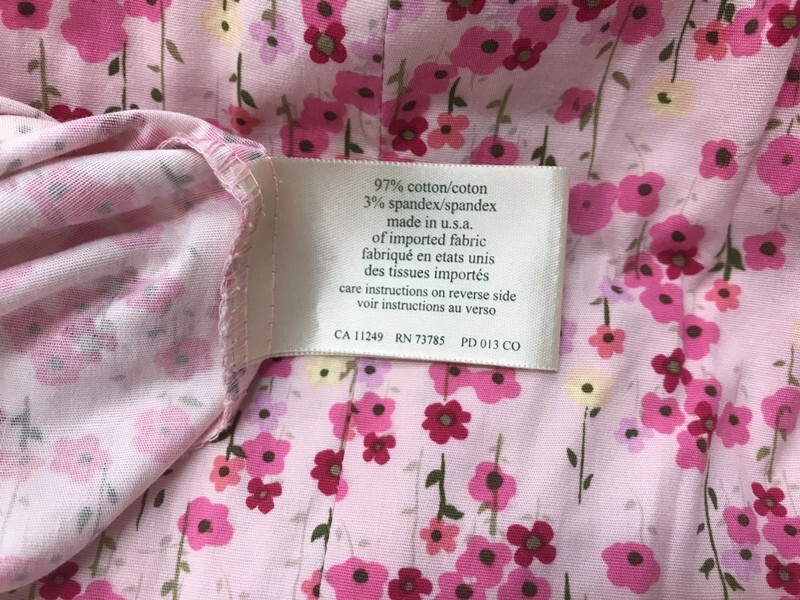 97% cotton/coton
3% spandex/spandex
made in u.s.a.
of imported fabric
fabriqué en etats unis
des tissues importés
care instructions on reverse side
voir instructions au verso
CA 11249 RN 73785 PD 013 CO